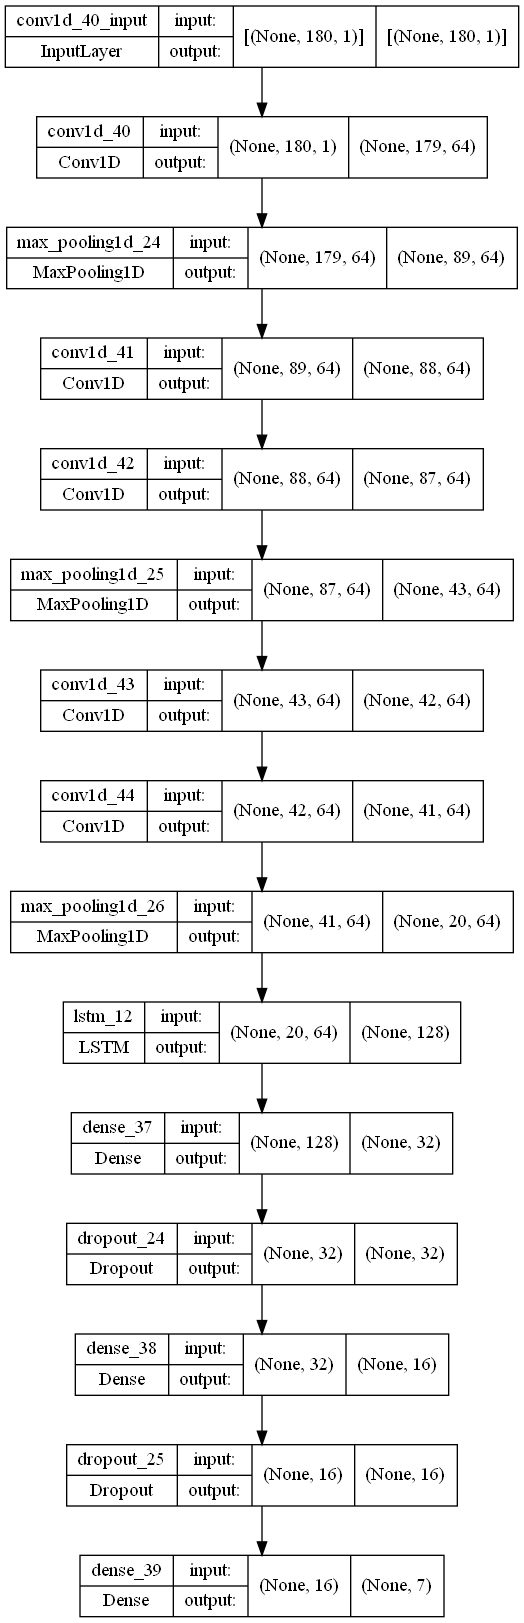 conv1d_40_input input: [(None, 180, 1)] [(None, 180, 1)]
InputLayer output:
conv1d_40 input: (None, 180, 1) (None, 179, 64)
Conv1D output:
max_pooling1d_24 input: (None, 179, 64) (None, 89, 64)
MaxPooling1D output:
conv1d_41 input: (None, 89, 64) (None, 88, 64)
Conv1D output:
conv1d_42 input: (None, 88, 64) (None, 87, 64)
Conv1D output:
max_pooling1d_25 input: (None, 87, 64) (None, 43, 64)
MaxPooling1D output:
conv1d_43 input: (None, 43, 64) (None, 42, 64)
Conv1D output:
conv1d_44 input: (None, 42, 64) (None, 41, 64)
Conv1D output:
max_pooling1d_26 input: (None, 41, 64) (None, 20, 64)
MaxPooling1D output:
lstm_12 input: (None, 20, 64) (None, 128)
LSTM output:
dense_37 input: (None, 128) (None, 32)
Dense output:
dropout_24 input: (None, 32) (None, 32)
Dropout output:
dense_38 input: (None, 32) (None, 16)
Dense output:
dropout_25 input: (None, 16) (None, 16)
Dropout output:
dense_39 input: (None, 16) (None, 7)
Dense output: